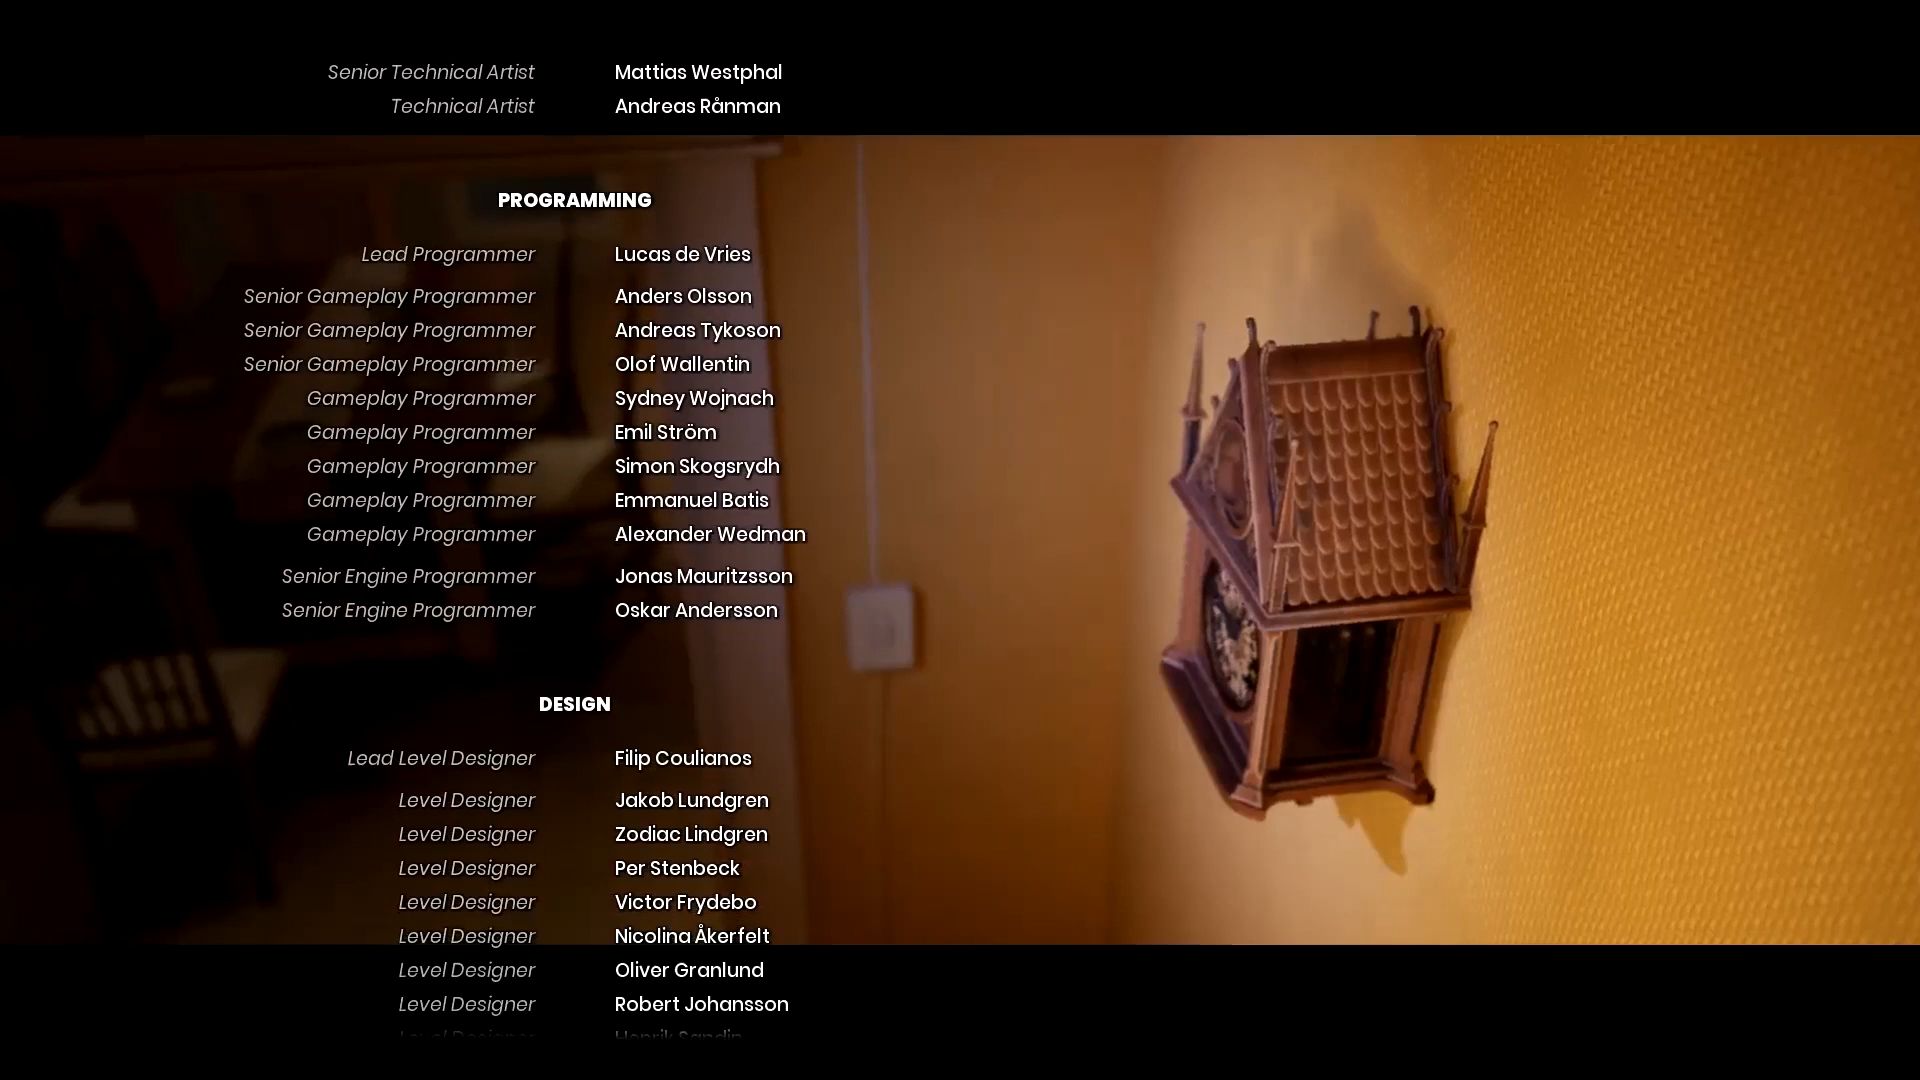 Senior Technical Artist Mattias Westphal
Technical Artist Andreas Rånman
PROGRAMMING
Lead Programmer Lucas de Vries
Senior Gameplay Programmer Anders Olsson
Senior Gameplay Programmer Andreas Tykoson
Senior Gameplay Programmer Olof Wallentin
Gameplay Programmer Sydney Wojnach
Gameplay Programmer Emil Ström
Gameplay Programmer Simon Skogsrydh
Gameplay Programmer Emmanuel Batis
Gameplay Programmer Alexander Wedman
Senior Engine Programmer Jonas Mauritzsson
Senior Engine Programmer Oskar Andersson
DESIGN
Lead Level Designer Filip Coulianos
Level Designer Jakob Lundgren
Level Designer Zodiac Lindgren
Level Designer Per Stenbeck
Level Designer Victor Frydebo
Level Designer Nicolina Åkerfelt
Level Designer Oliver Granlund
Level Designer Robert Johansson
Level Designer Henrik Sandin